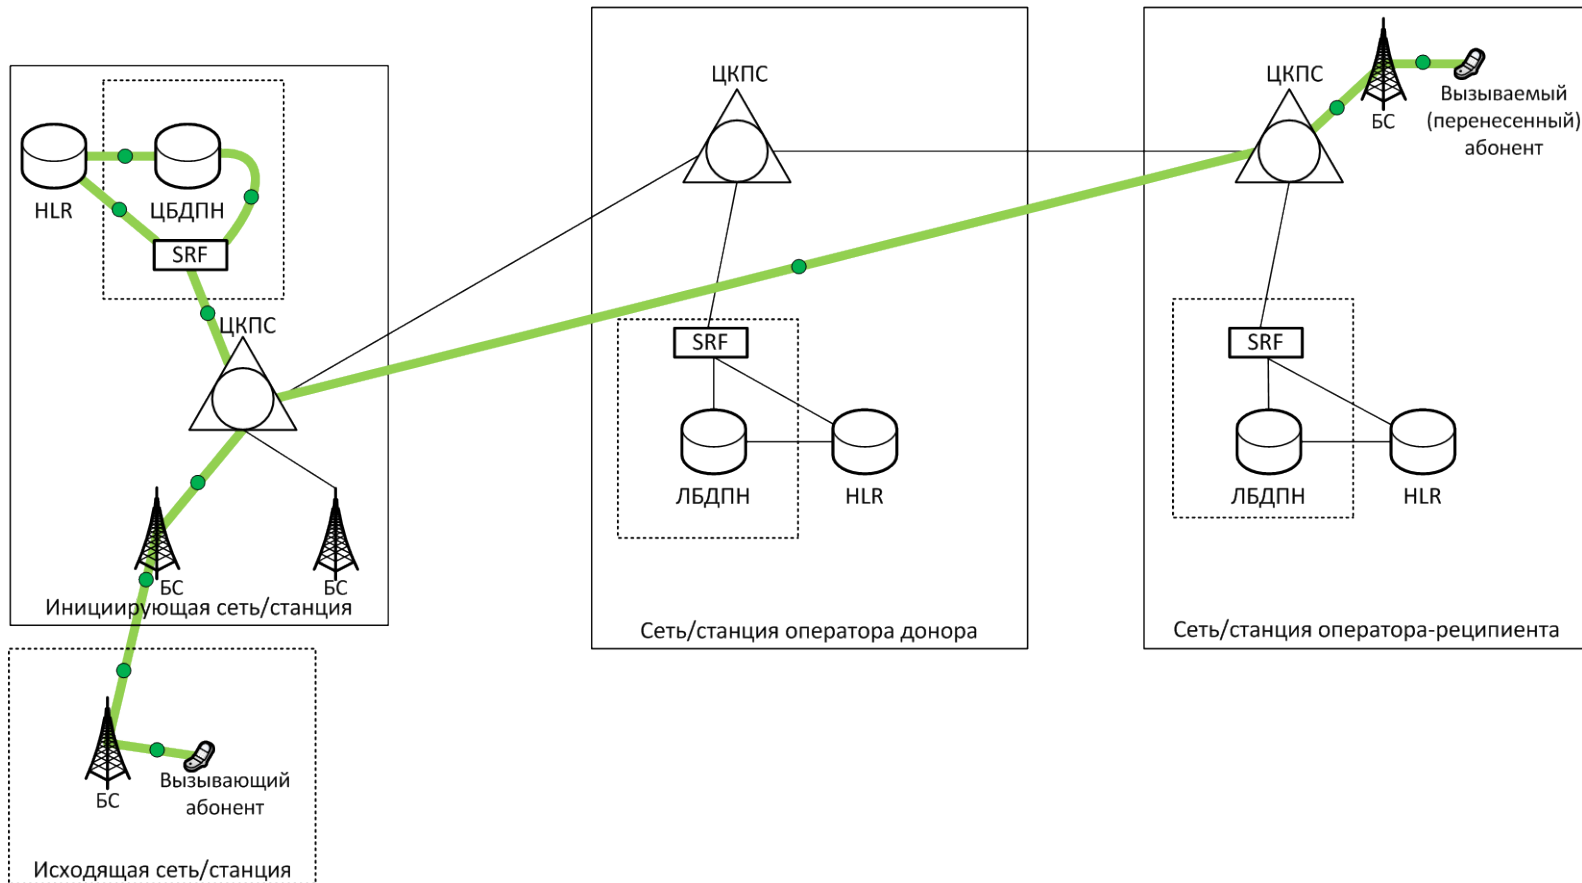 ЦКПС
HLR
ЦБДПН
SRF
ЦКПС
БС
БС
Инициирующая сеть/станция
БС
Вызывающий
абонент
Исходящая сеть/станция
SRF
ЛБДПН
HLR
Сеть/станция оператора донора
ЦКПС
БС
Вызываемый
(перенесенный)
абонент
SRF
ЛБДПН
HLR
Сеть/станция оператора-реципиента